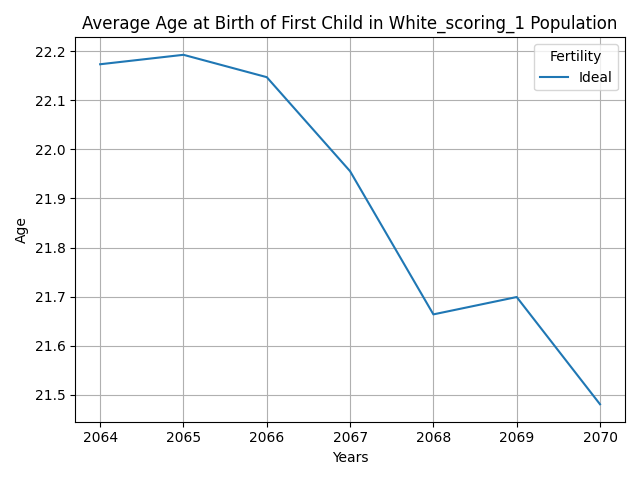 Average Age at Birth of First Child in White_scoring_1 Population
Fertility
Ideal
22.2
22.1
22.0
21.9
21.8
21.7
21.6
21.5
Age
2064 2065 2066 2067 2068 2069 2070
Years